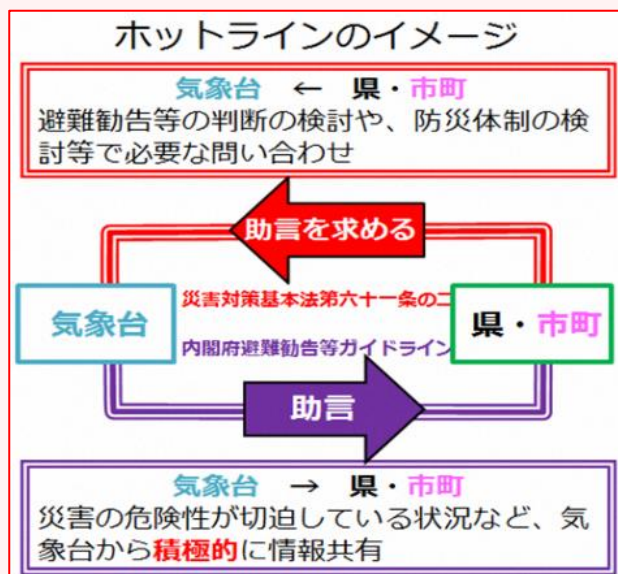 ホットラインのイメージ
気象台 ← 県・市町
避難勧告等の判断の検討や、防災体制の検
討等で必要な問い合わせ
助言を求める
災害対策基本法第六十一条の二
気象台
県・市町
内閣府避難勧告等ガイドライン
助言
気象台 → 県・市町
災害の危険性が切迫している状況など、気
象台から積極的に情報共有